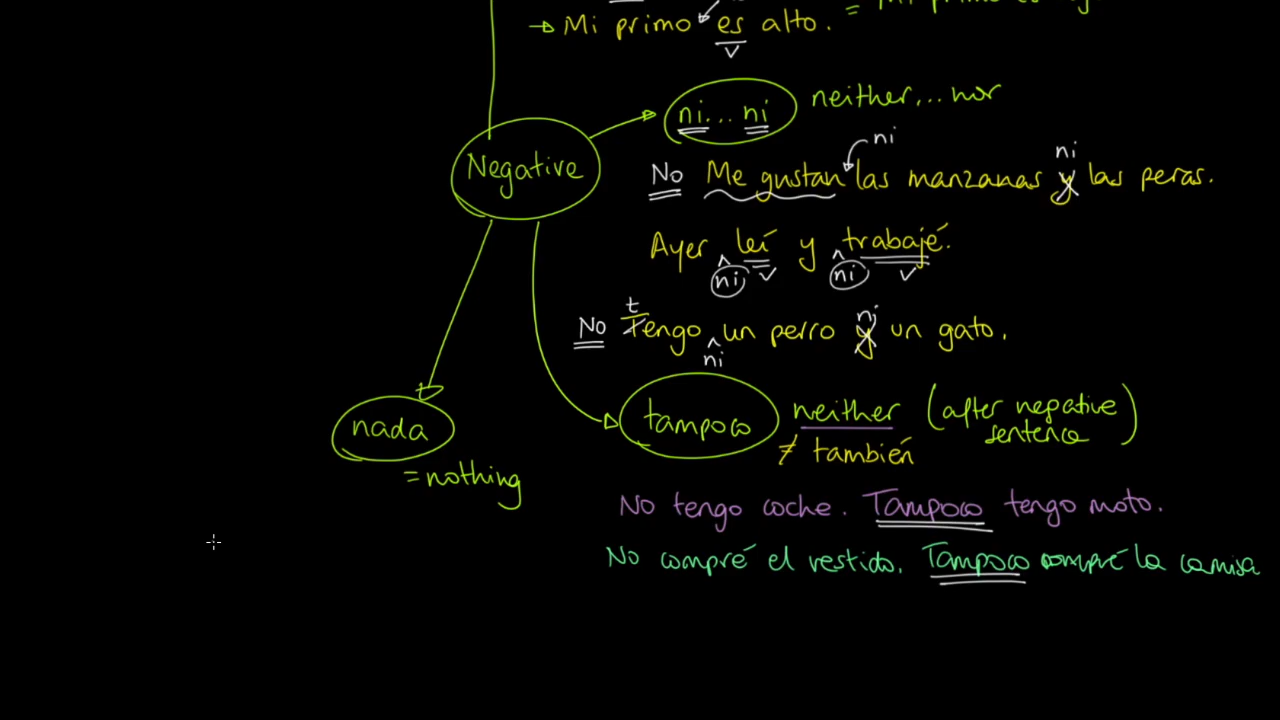 → Mi primo es alto. =
v
ni... ni neither... nor
Negative
ni ni
No Me gustan las manzanas y las peras.
Ayer leí y trabajé.
ni v ni v
t ni
No Tengo un perro y un gato.
ni
tampoco neither (after negative sentence)
≠ también
nada
= nothing
No tengo coche. Tampoco tengo moto.
No compré el vestido. Tampoco compré la camisa